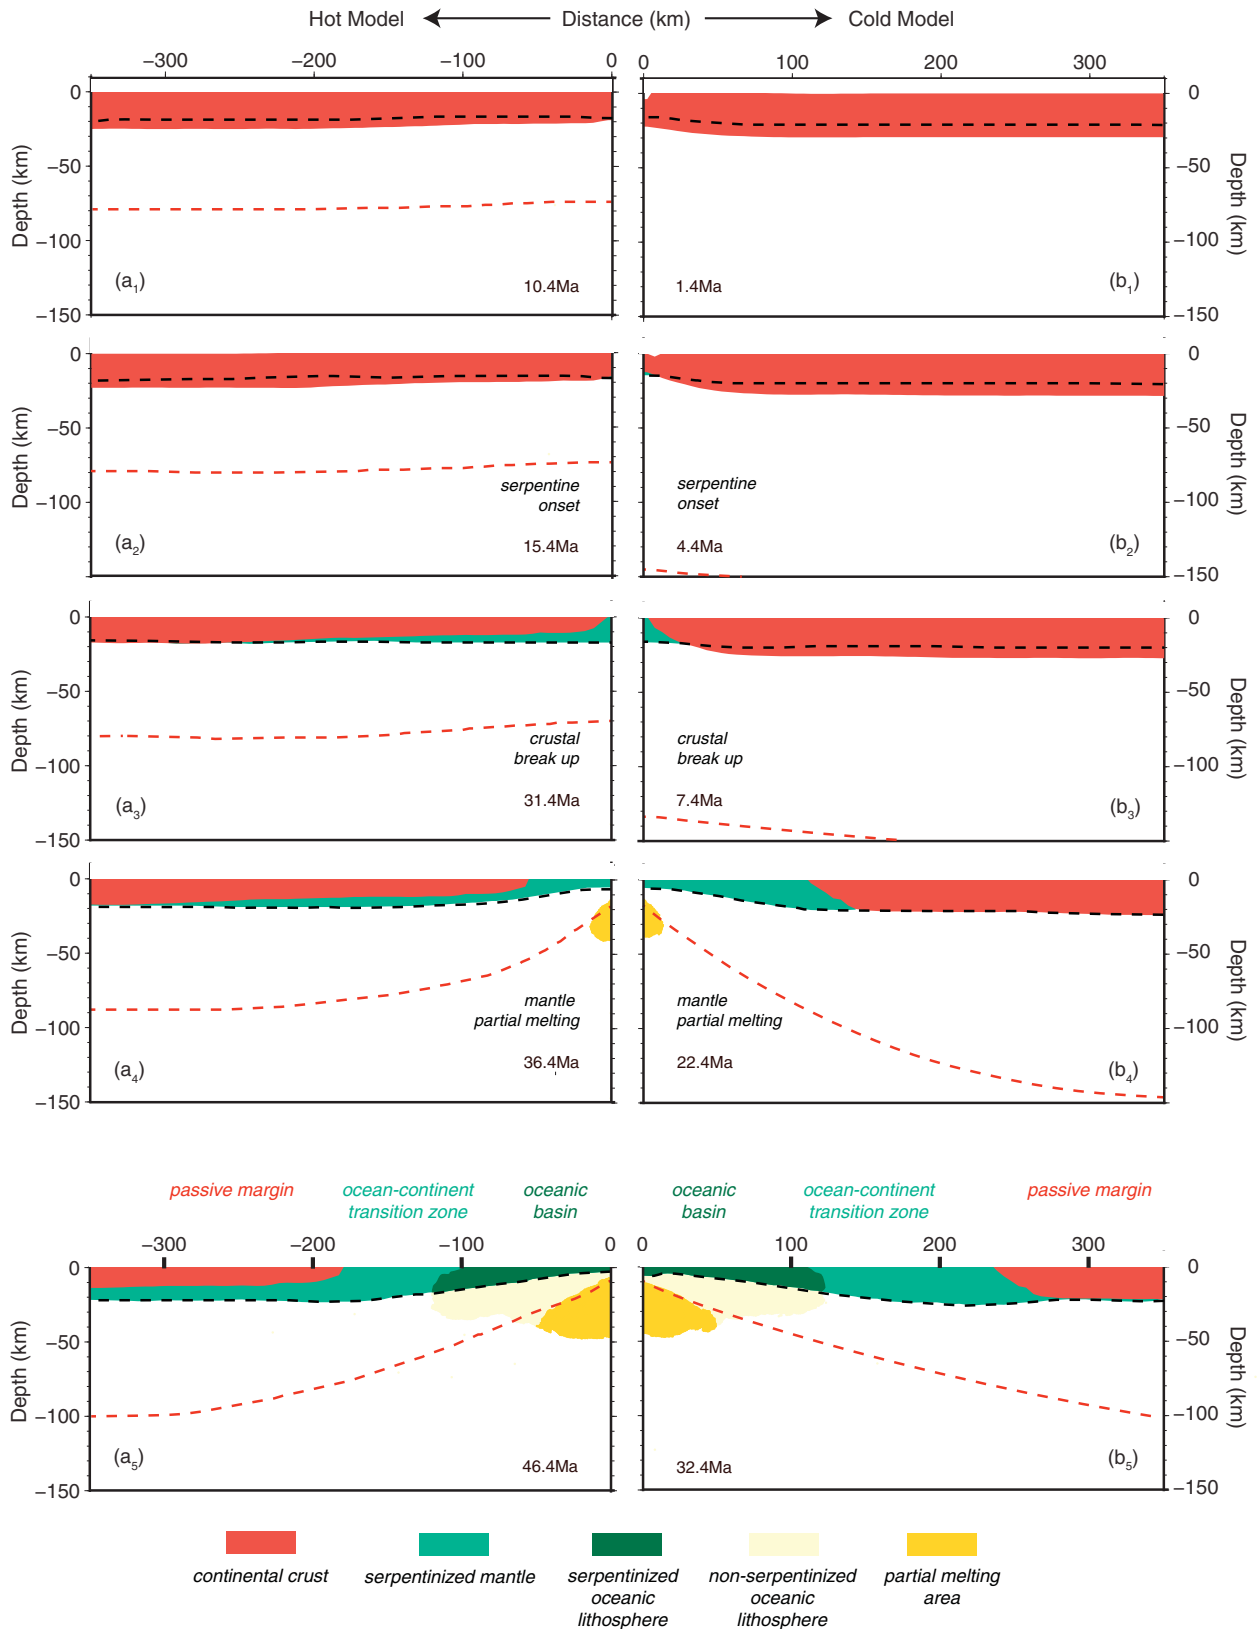 Hot Model Distance (km) Cold Model
−300 −200 −100 0 0 100 200 300
0 0
−50 −50
−100 −100
−150 −150
Depth (km) Depth (km)
(a1) 10.4Ma 1.4Ma (b1)
0 0
−50 −50
−100 −100
−150
Depth (km) Depth (km)
serpentine onset
serpentine onset
(a2) 15.4Ma 4.4Ma (b2)
0 0
−50 −50
−100 −100
−150
Depth (km) Depth (km)
crustal break up
crustal break up
(a3) 31.4Ma 7.4Ma (b3)
0 0
−50 −50
−100 −100
−150
Depth (km) Depth (km)
mantle partial melting
mantle partial melting
(a4) 36.4Ma 22.4Ma (b4)
passive margin
ocean-continent transition zone
oceanic basin
oceanic basin
ocean-continent transition zone
passive margin
−300 −200 −100 0 0 100 200 300
0 0
−50 −50
−100 −100
−150 −150
Depth (km) Depth (km)
(a5) 46.4Ma 32.4Ma (b5)
continental crust
serpentinized mantle
serpentinized oceanic lithosphere
non-serpentinized oceanic lithosphere
partial melting area